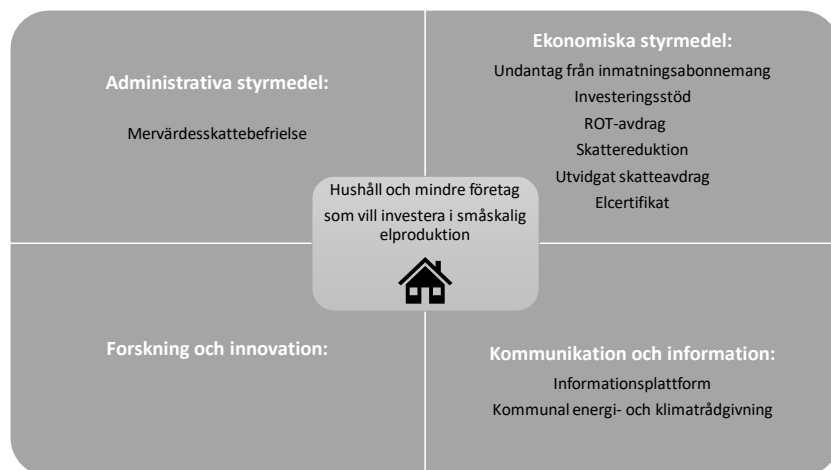 Administrativa styrmedel:
Mervärdesskattebefrielse
Ekonomiska styrmedel:
Undantag från inmatningsabonnemang
Investeringsstöd
ROT-avdrag
Skattereduktion
Utvidgat skatteavdrag
Elcertifikat
Hushåll och mindre företag
som vill investera i småskalig
elproduktion
Forskning och innovation:
Kommunikation och information:
Informationsplattform
Kommunal energi- och klimatrådgivning